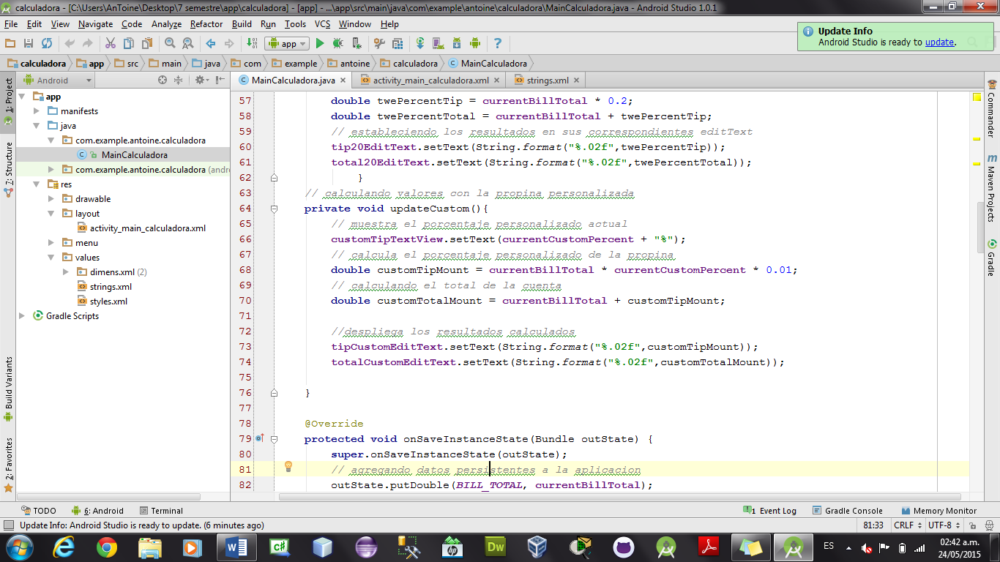 calculadora - [C:\Users\AnToine\Desktop\7 semestre\app\calculadora] - [app] - ...\app\src\main\java\com\example\antoine\calculadora\MainCalculadora.java - Android Studio 1.0.1
File Edit View Navigate Code Analyze Refactor Build Run Tools VCS Window Help
Update Info
Android Studio is ready to update.
app
calculadora app src main java com example antoine calculadora MainCalculadora
Android
MainCalculadora.java activity_main_calculadora.xml strings.xml
1: Project
7: Structure
Build Variants
2: Favorites
app
manifests
java
com.example.antoine.calculadora
MainCalculadora
com.example.antoine.calculadora (andro
res
drawable
layout
activity_main_calculadora.xml
menu
values
dimens.xml (2)
strings.xml
styles.xml
Gradle Scripts
57 double twePercentTip = currentBillTotal * 0.2;
58 double twePercentTotal = currentBillTotal + twePercentTip;
59 // estableciendo los resultados en sus correspondientes editText
60 tip20EditText.setText(String.format("%.02f",twePercentTip));
61 total20EditText.setText(String.format("%.02f",twePercentTotal));
62 }
63 // calculando valores con la propina personalizada
64 private void updateCustom(){
65 // muestra el porcentaje personalizado actual
66 customTipTextView.setText(currentCustomPercent + "%");
67 // calcula el porcentaje personalizado de la propina
68 double customTipMount = currentBillTotal * currentCustomPercent * 0.01;
69 // calculando el total de la cuenta
70 double customTotalMount = currentBillTotal + customTipMount;
71
72 //despliega los resultados calculados
73 tipCustomEditText.setText(String.format("%.02f",customTipMount));
74 totalCustomEditText.setText(String.format("%.02f",customTotalMount));
75
76 }
77
78 @Override
79 protected void onSaveInstanceState(Bundle outState) {
80 super.onSaveInstanceState(outState);
81 // agregando datos persistentes a la aplicacion
82 outState.putDouble(BILL_TOTAL, currentBillTotal);
Commander
m Maven Projects
Gradle
TODO 6: Android Terminal 1 Event Log Gradle Console Memory Monitor
Update Info: Android Studio is ready to update. (6 minutes ago) 81:33 CRLF UTF-8
W C# hp Dw ES 02:42 a.m.
24/05/2015